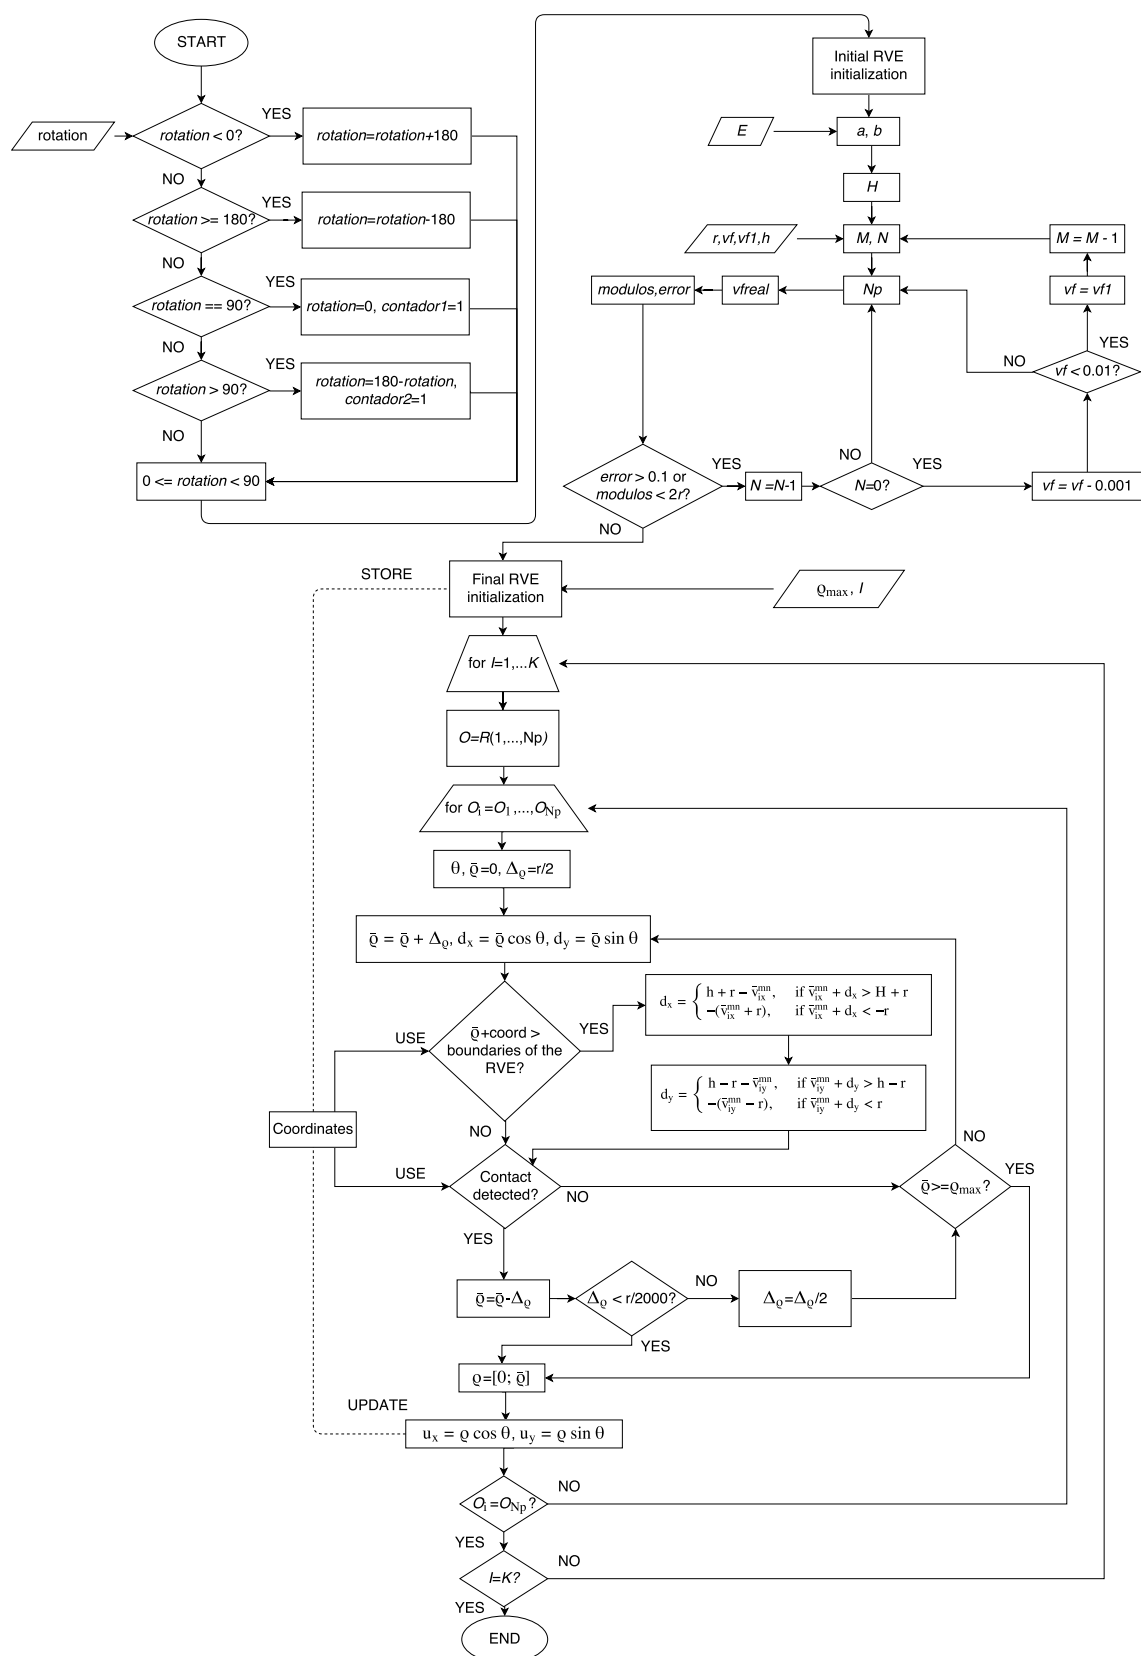 START
rotation
rotation < 0?
YES
rotation=rotation+180
NO
rotation >= 180?
YES
rotation=rotation-180
NO
rotation == 90?
YES
rotation=0, contador1=1
NO
rotation > 90?
YES
rotation=180-rotation,
contador2=1
NO
0 <= rotation < 90
Initial RVE
initialization
E
a, b
H
r,vf,vf1,h
M, N
M = M - 1
modulos,error
vfreal
Np
vf = vf1
YES
NO
vf < 0.01?
error > 0.1 or
modulos < 2r?
YES
N =N-1
NO
N=0?
YES
vf = vf - 0.001
NO
STORE
Final RVE
initialization
ϱmax, I
for I=1,...K
O=R(1,...,Np)
for Oi =O1,...,ONp
θ, ϱ̄=0, Δϱ=r/2
ϱ̄ = ϱ̄ + Δϱ, dx = ϱ̄ cos θ, dy = ϱ̄ sin θ
ϱ̄+coord >
boundaries of the
RVE?
USE
YES
dx = { h + r − v̄ixmn, if v̄ixmn + dx > H + r
−(v̄ixmn + r), if v̄ixmn + dx < −r
dy = { h − r − v̄iymn, if v̄iymn + dy > h − r
−(v̄iymn − r), if v̄iymn + dy < r
Coordinates
NO
USE
Contact
detected?
NO
NO
ϱ̄>=ϱmax?
YES
YES
ϱ̄=ϱ̄-Δϱ
Δϱ < r/2000?
NO
Δϱ=Δϱ/2
YES
ϱ=[0; ϱ̄]
UPDATE
ux = ϱ cos θ, uy = ϱ sin θ
Oi =ONp?
NO
YES
I=K?
NO
YES
END